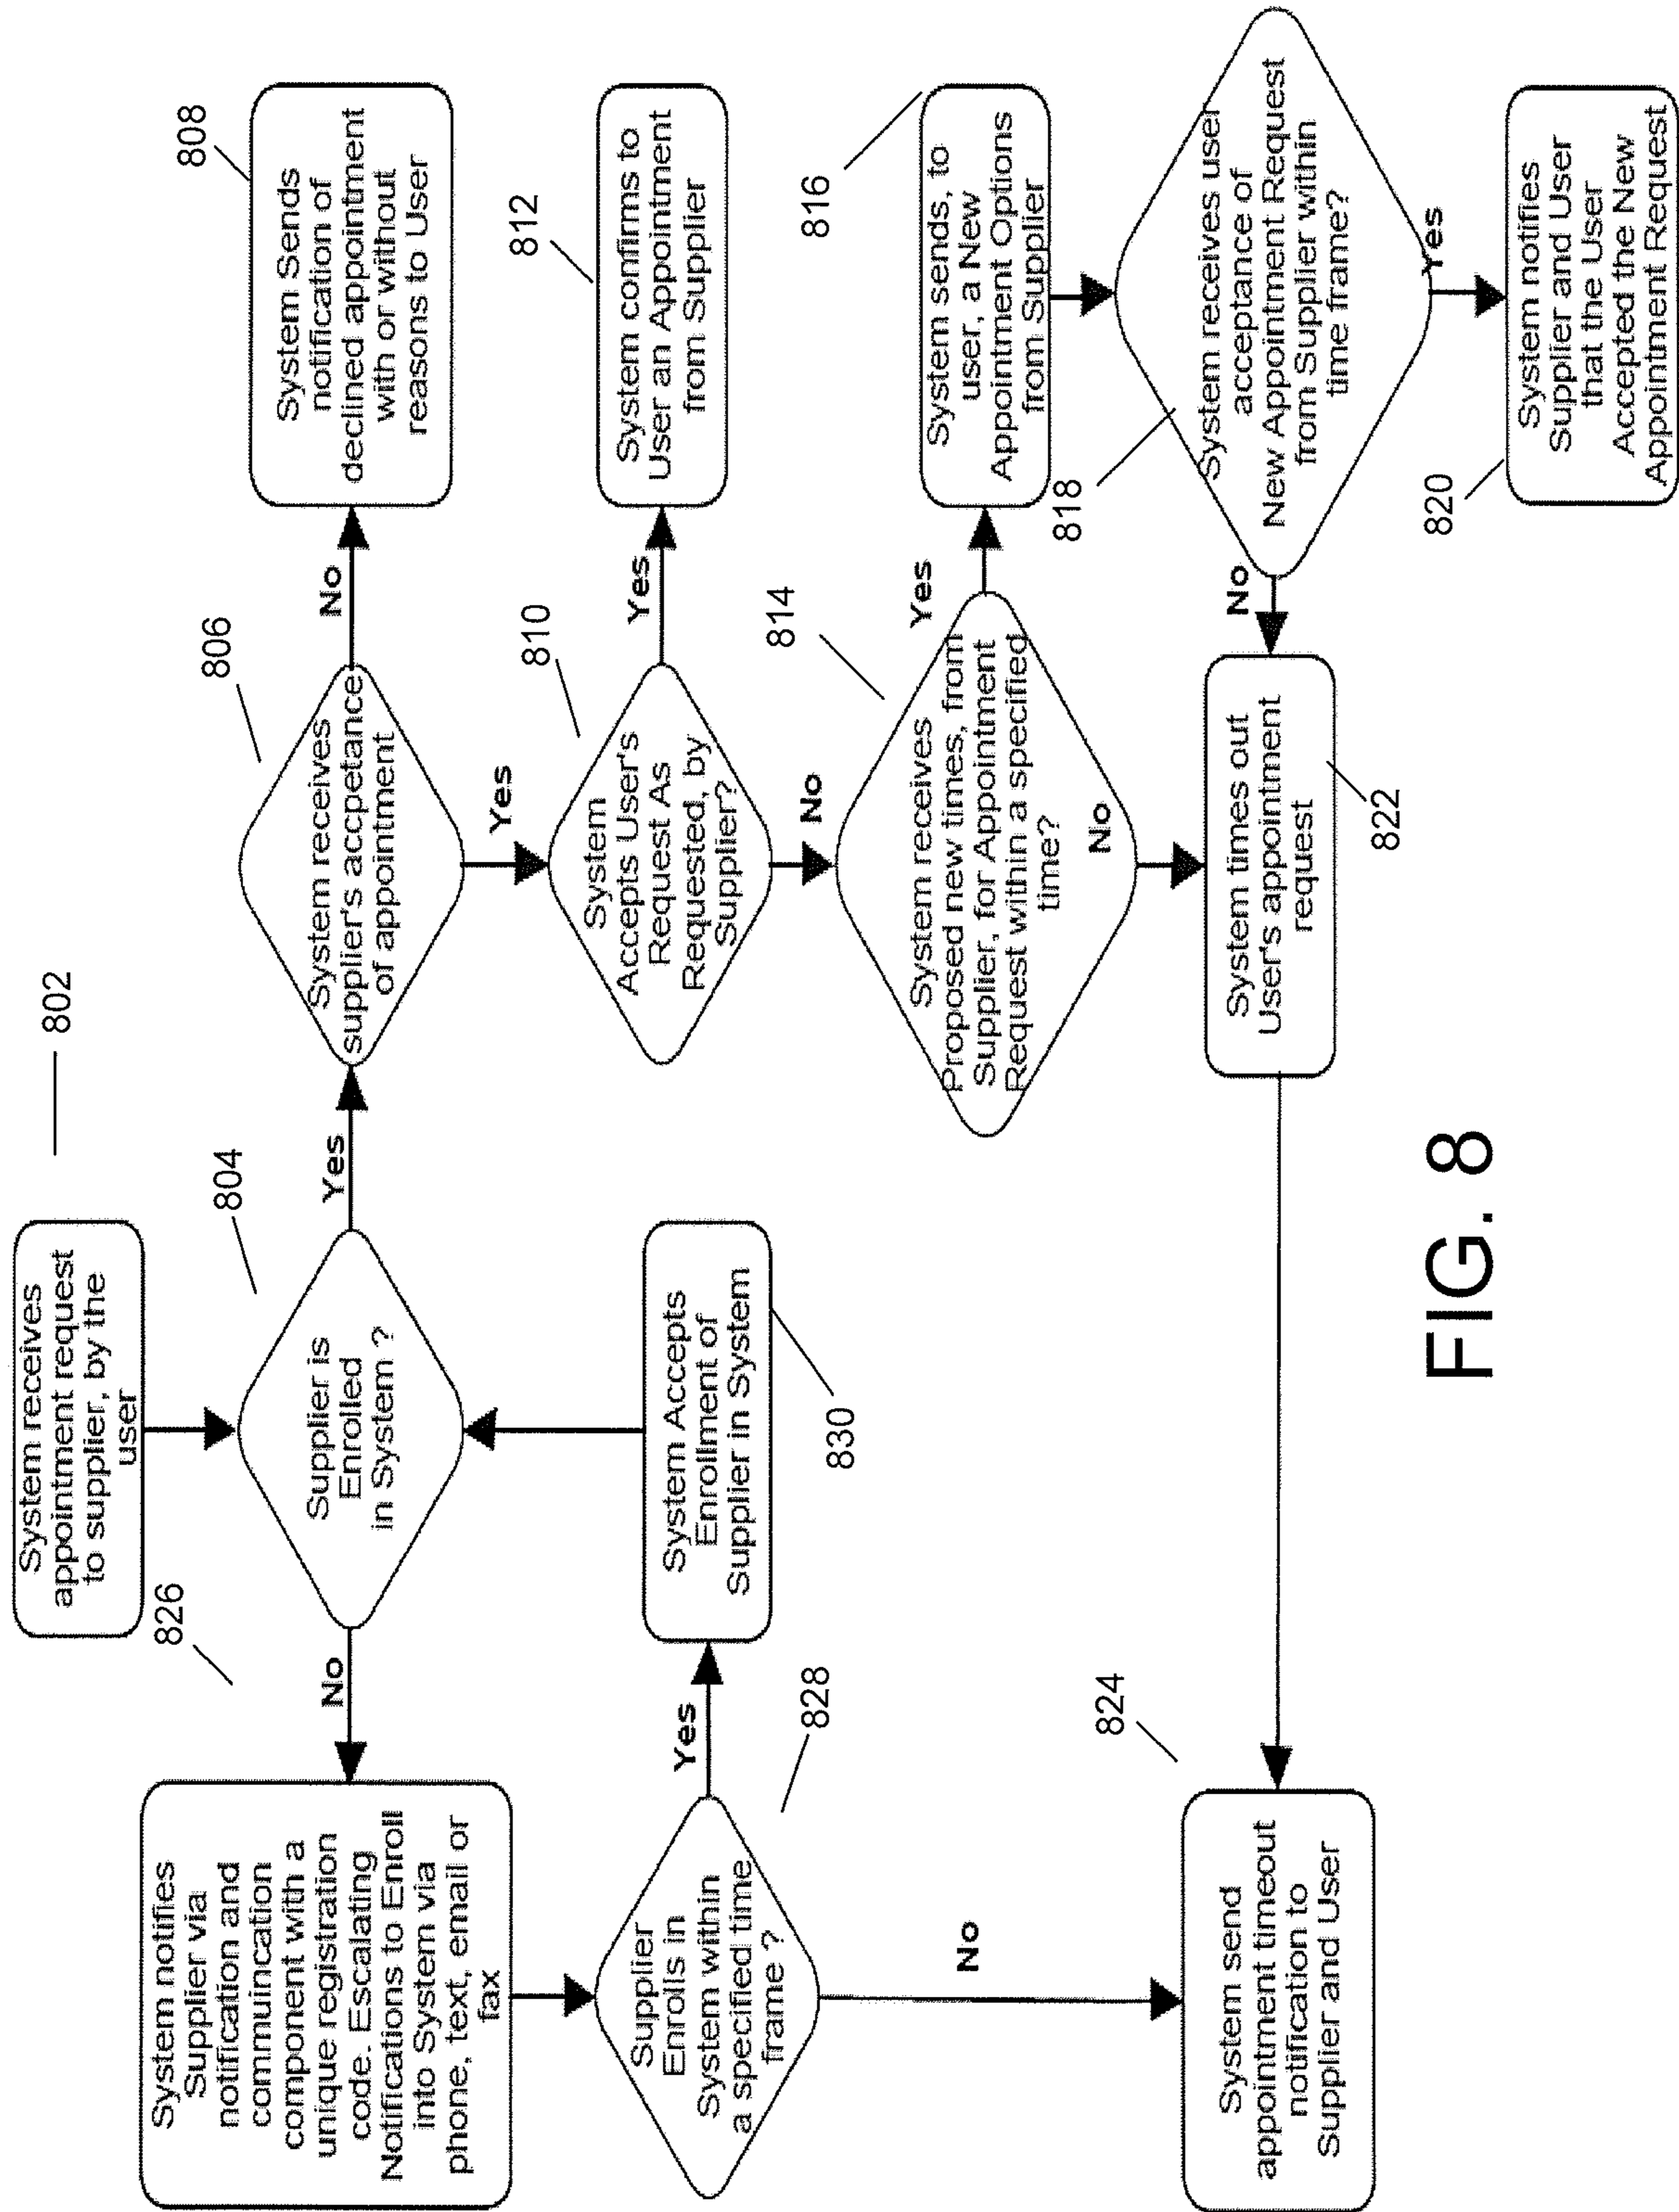 802
System receives
appointment request
to supplier, by the
user
826
804
806
808
System notifies
Supplier via
notification and
commuincation
component with a
unique registration
code. Escalating
Notifications to Enroll
into System via
phone, text, email or
fax
No
Supplier is
Enrolled
in System ?
Yes
System receives
supplier's accpetance
of appointment
No
System Sends
notification of
declined appointment
with or without
reasons to User
Yes
810
812
Supplier
Enrolls in
System within
a specified time
frame ?
Yes
System Accepts
Enrollment of
Supplier in System
System
Accepts User's
Request As
Requested, by
Supplier?
Yes
System confirms to
User an Appointment
from Supplier
828
830
No
814
816
No
System receives
Proposed new times, from
Supplier, for Appointment
Request within a specified
time?
Yes
System sends, to
user, a New
Appointment Options
from Supplier
818
No
824
System send
appointment timeout
notification to
Supplier and User
System times out
User's appointment
request
822
No
System receives user
acceptance of
New Appointment Request
from Supplier within
time frame?
Yes
820
System notifies
Supplier and User
that the User
Accepted the New
Appointment Request
FIG. 8